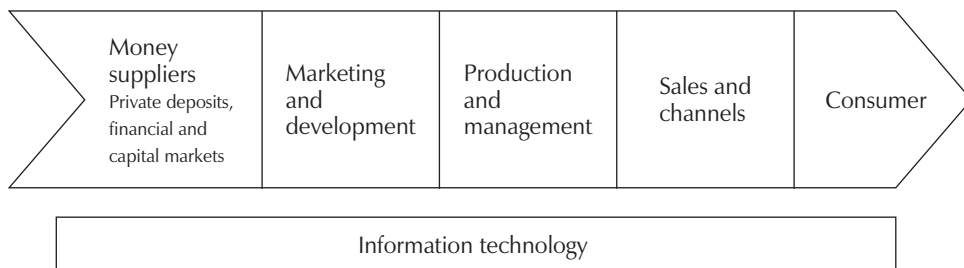 Money
suppliers
Private deposits,
financial and
capital markets
Marketing
and
development
Production
and
management
Sales and
channels
Consumer
Information technology